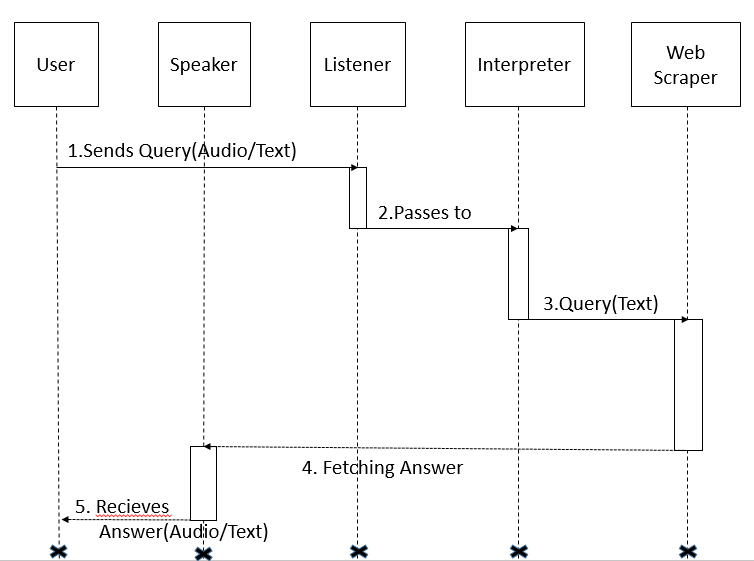 User
Speaker
Listener
Interpreter
Web
Scraper
1.Sends Query(Audio/Text)
2.Passes to
3.Query(Text)
4. Fetching Answer
5. Recieves
Answer(Audio/Text)